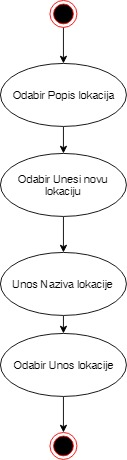 Odabir Popis lokacija
Odabir Unesi novu
lokaciju
Unos Naziva lokacije
Odabir Unos lokacije